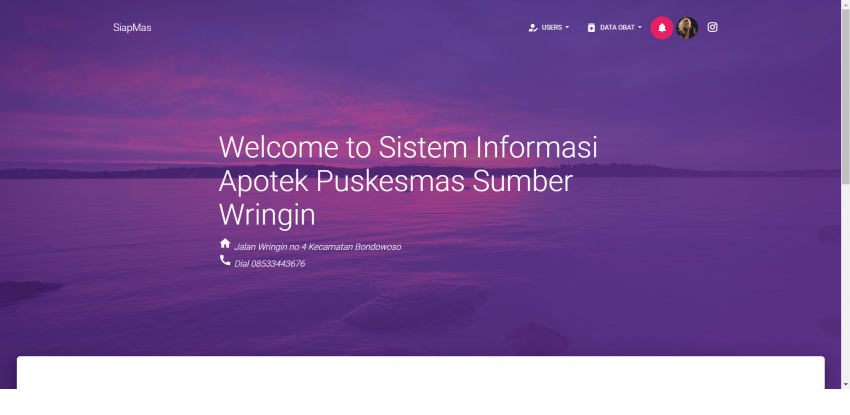 SiapMas
USERS
DATA OBAT
Welcome to Sistem Informasi
Apotek Puskesmas Sumber
Wringin
Jalan Wringin no 4 Kecamatan Bondowoso
Dial 08533443676